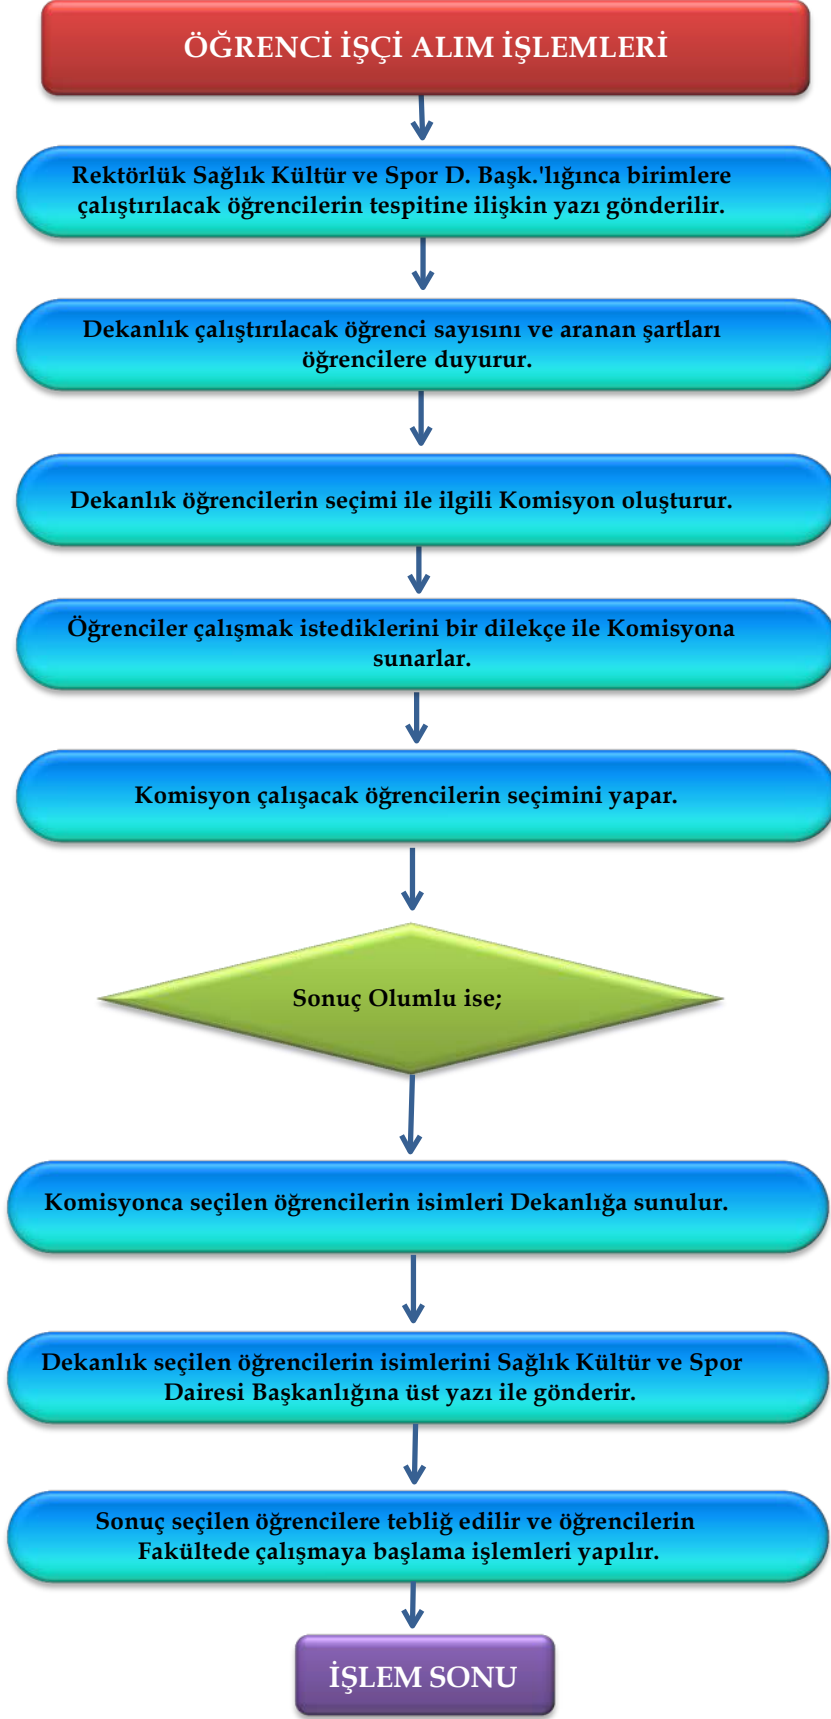 ÖĞRENCİ İŞÇİ ALIM İŞLEMLERİ
Rektörlük Sağlık Kültür ve Spor D. Başk.'lığınca birimlere
çalıştırılacak öğrencilerin tespitine ilişkin yazı gönderilir.
Dekanlık çalıştırılacak öğrenci sayısını ve aranan şartları
öğrencilere duyurur.
Dekanlık öğrencilerin seçimi ile ilgili Komisyon oluşturur.
Öğrenciler çalışmak istediklerini bir dilekçe ile Komisyona
sunarlar.
Komisyon çalışacak öğrencilerin seçimini yapar.
Sonuç Olumlu ise;
Komisyonca seçilen öğrencilerin isimleri Dekanlığa sunulur.
Dekanlık seçilen öğrencilerin isimlerini Sağlık Kültür ve Spor
Dairesi Başkanlığına üst yazı ile gönderir.
Sonuç seçilen öğrencilere tebliğ edilir ve öğrencilerin
Fakültede çalışmaya başlama işlemleri yapılır.
İŞLEM SONU